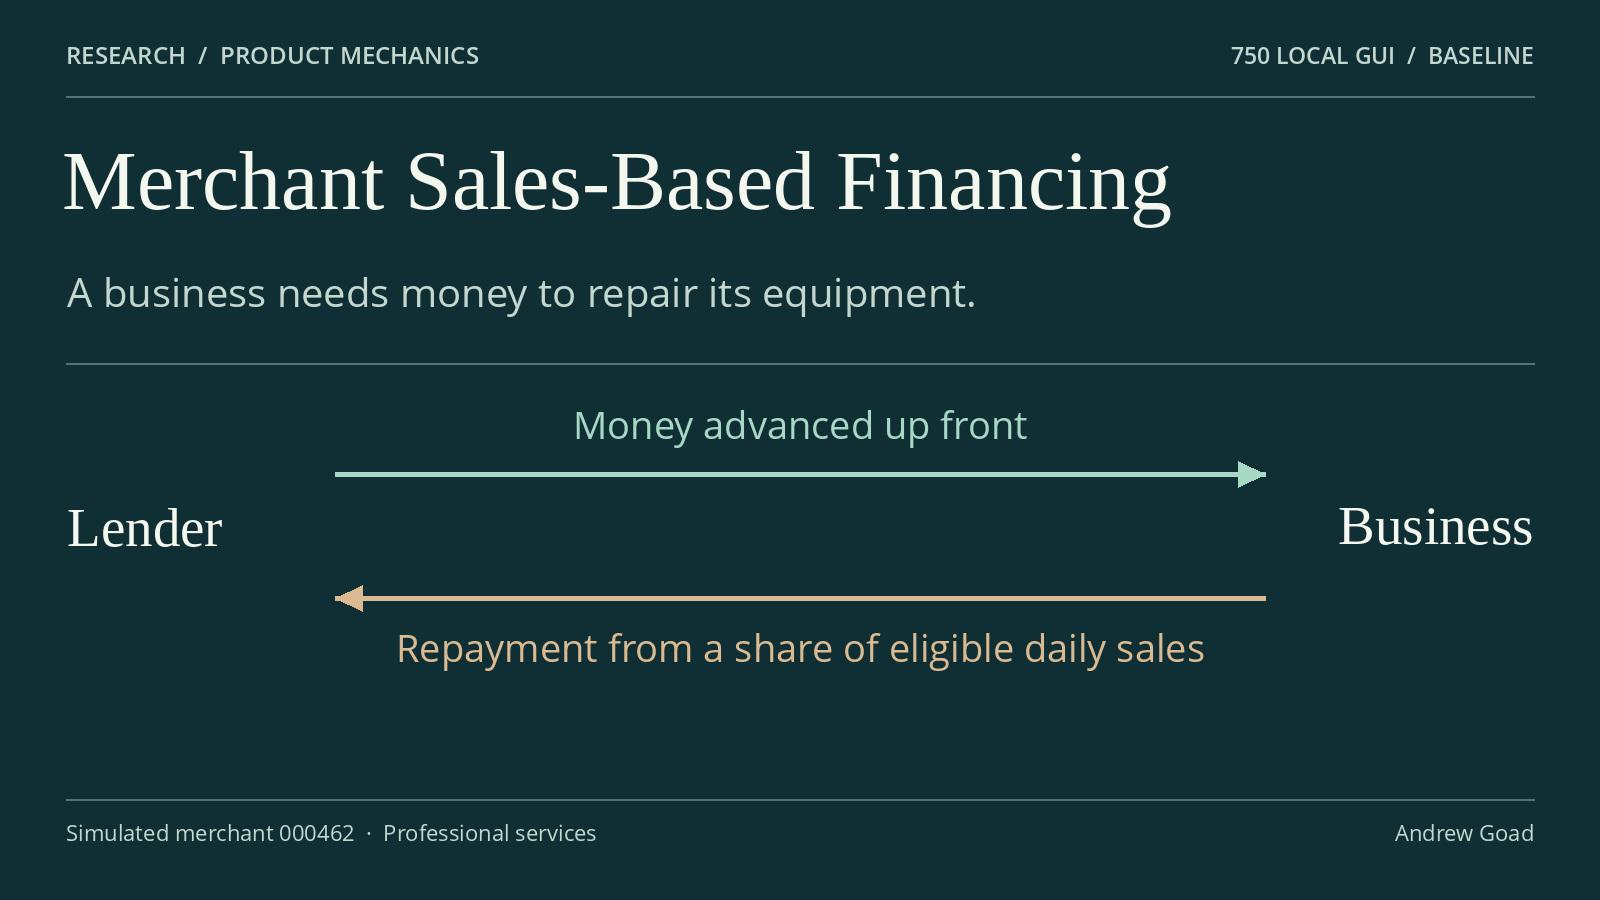 RESEARCH / PRODUCT MECHANICS
750 LOCAL GUI / BASELINE
Merchant Sales-Based Financing
A business needs money to repair its equipment.
Money advanced up front
Lender
Business
Repayment from a share of eligible daily sales
Simulated merchant 000462 · Professional services
Andrew Goad